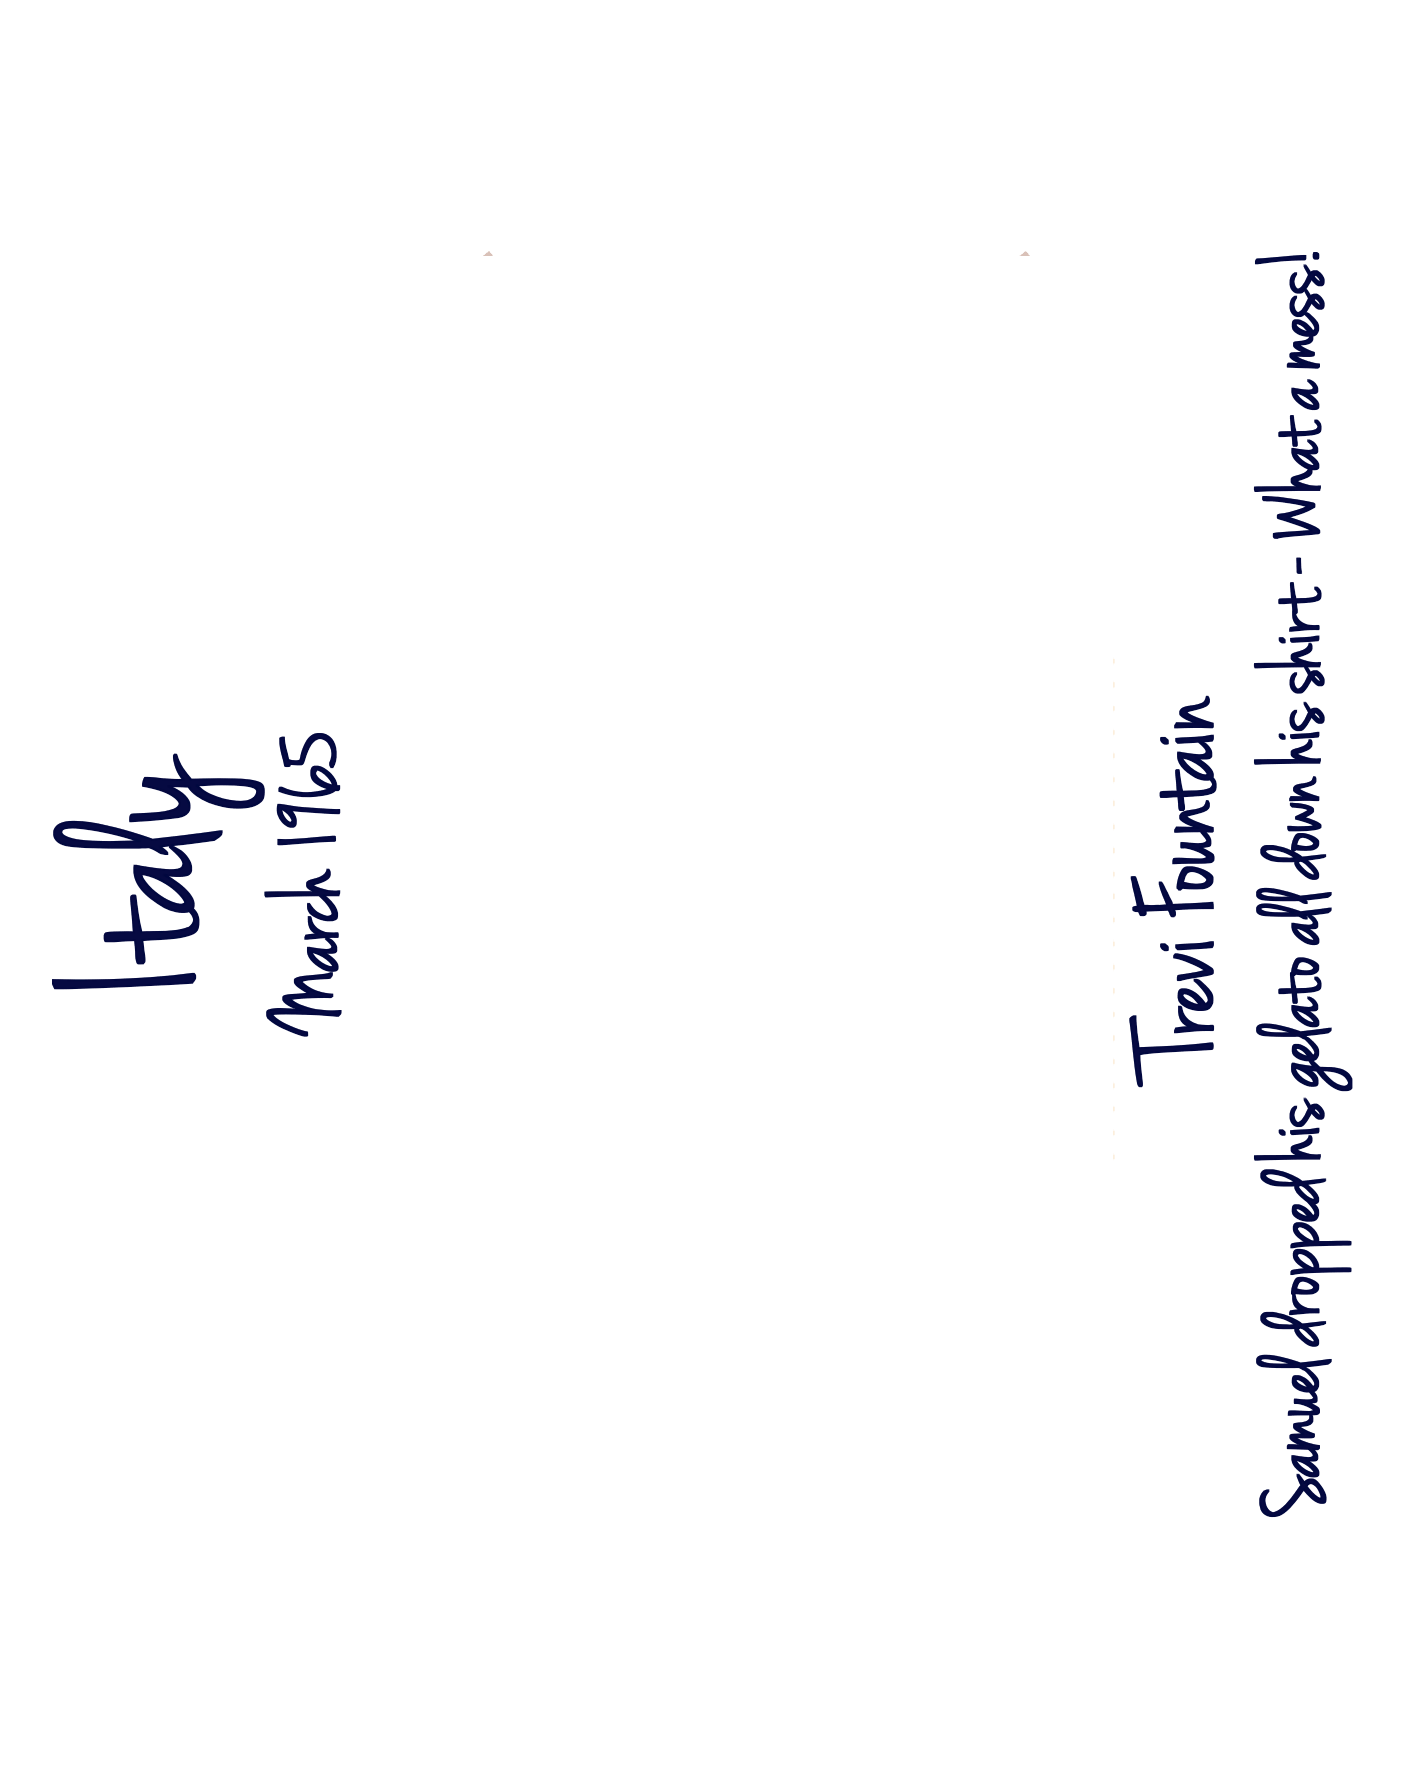 Italy
March 1965
Trevi Fountain
Samuel dropped his gelato all down his shirt - What a mess!